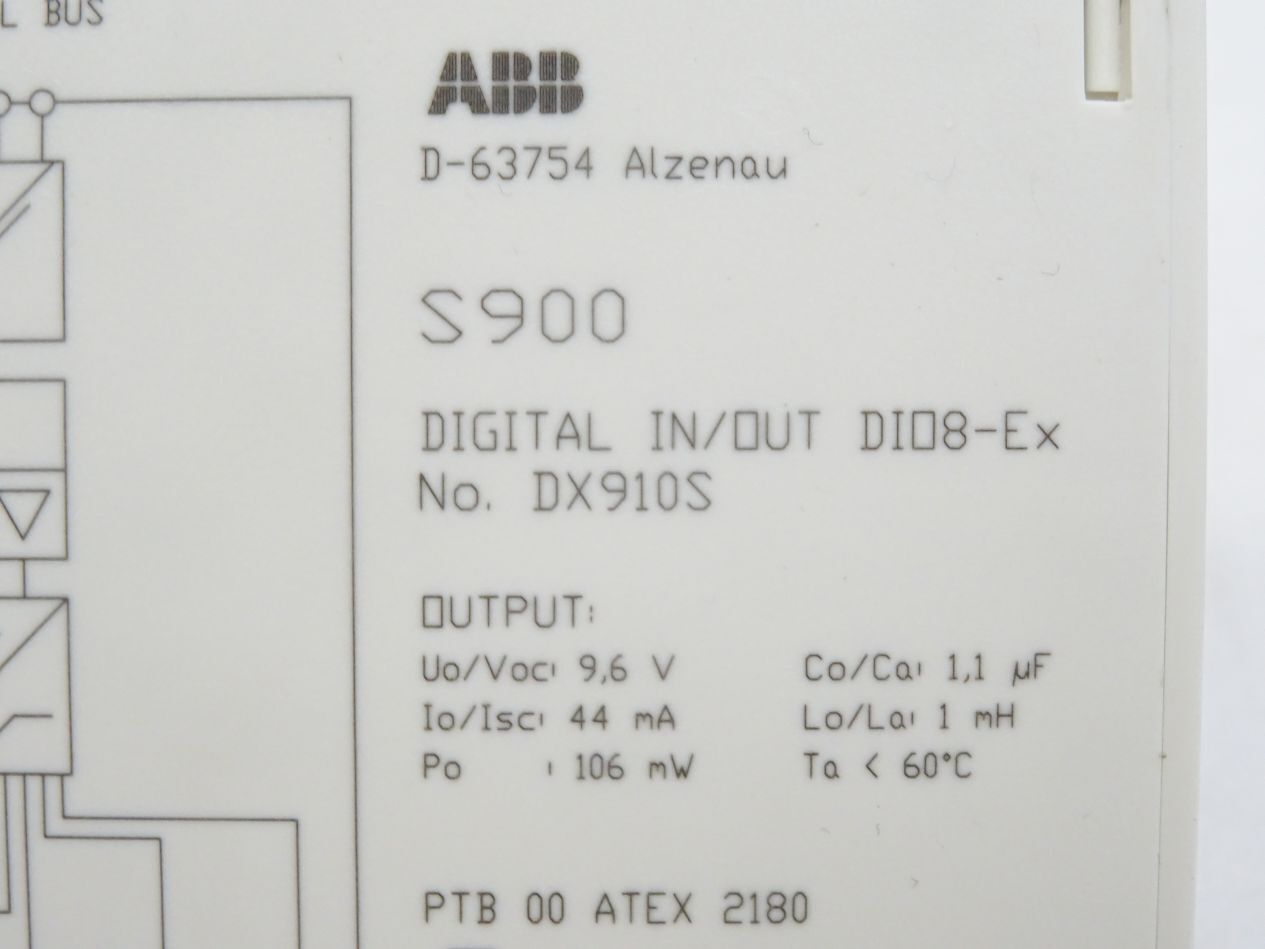 L BUS
ABB
D-63754 Alzenau
S900
DIGITAL IN/OUT DIO8-Ex
No. DX910S
OUTPUT:
Uo/Voc: 9,6 V Co/Ca: 1,1 µF
Io/Isc: 44 mA Lo/La: 1 mH
Po : 106 mW Ta < 60°C
PTB 00 ATEX 2180